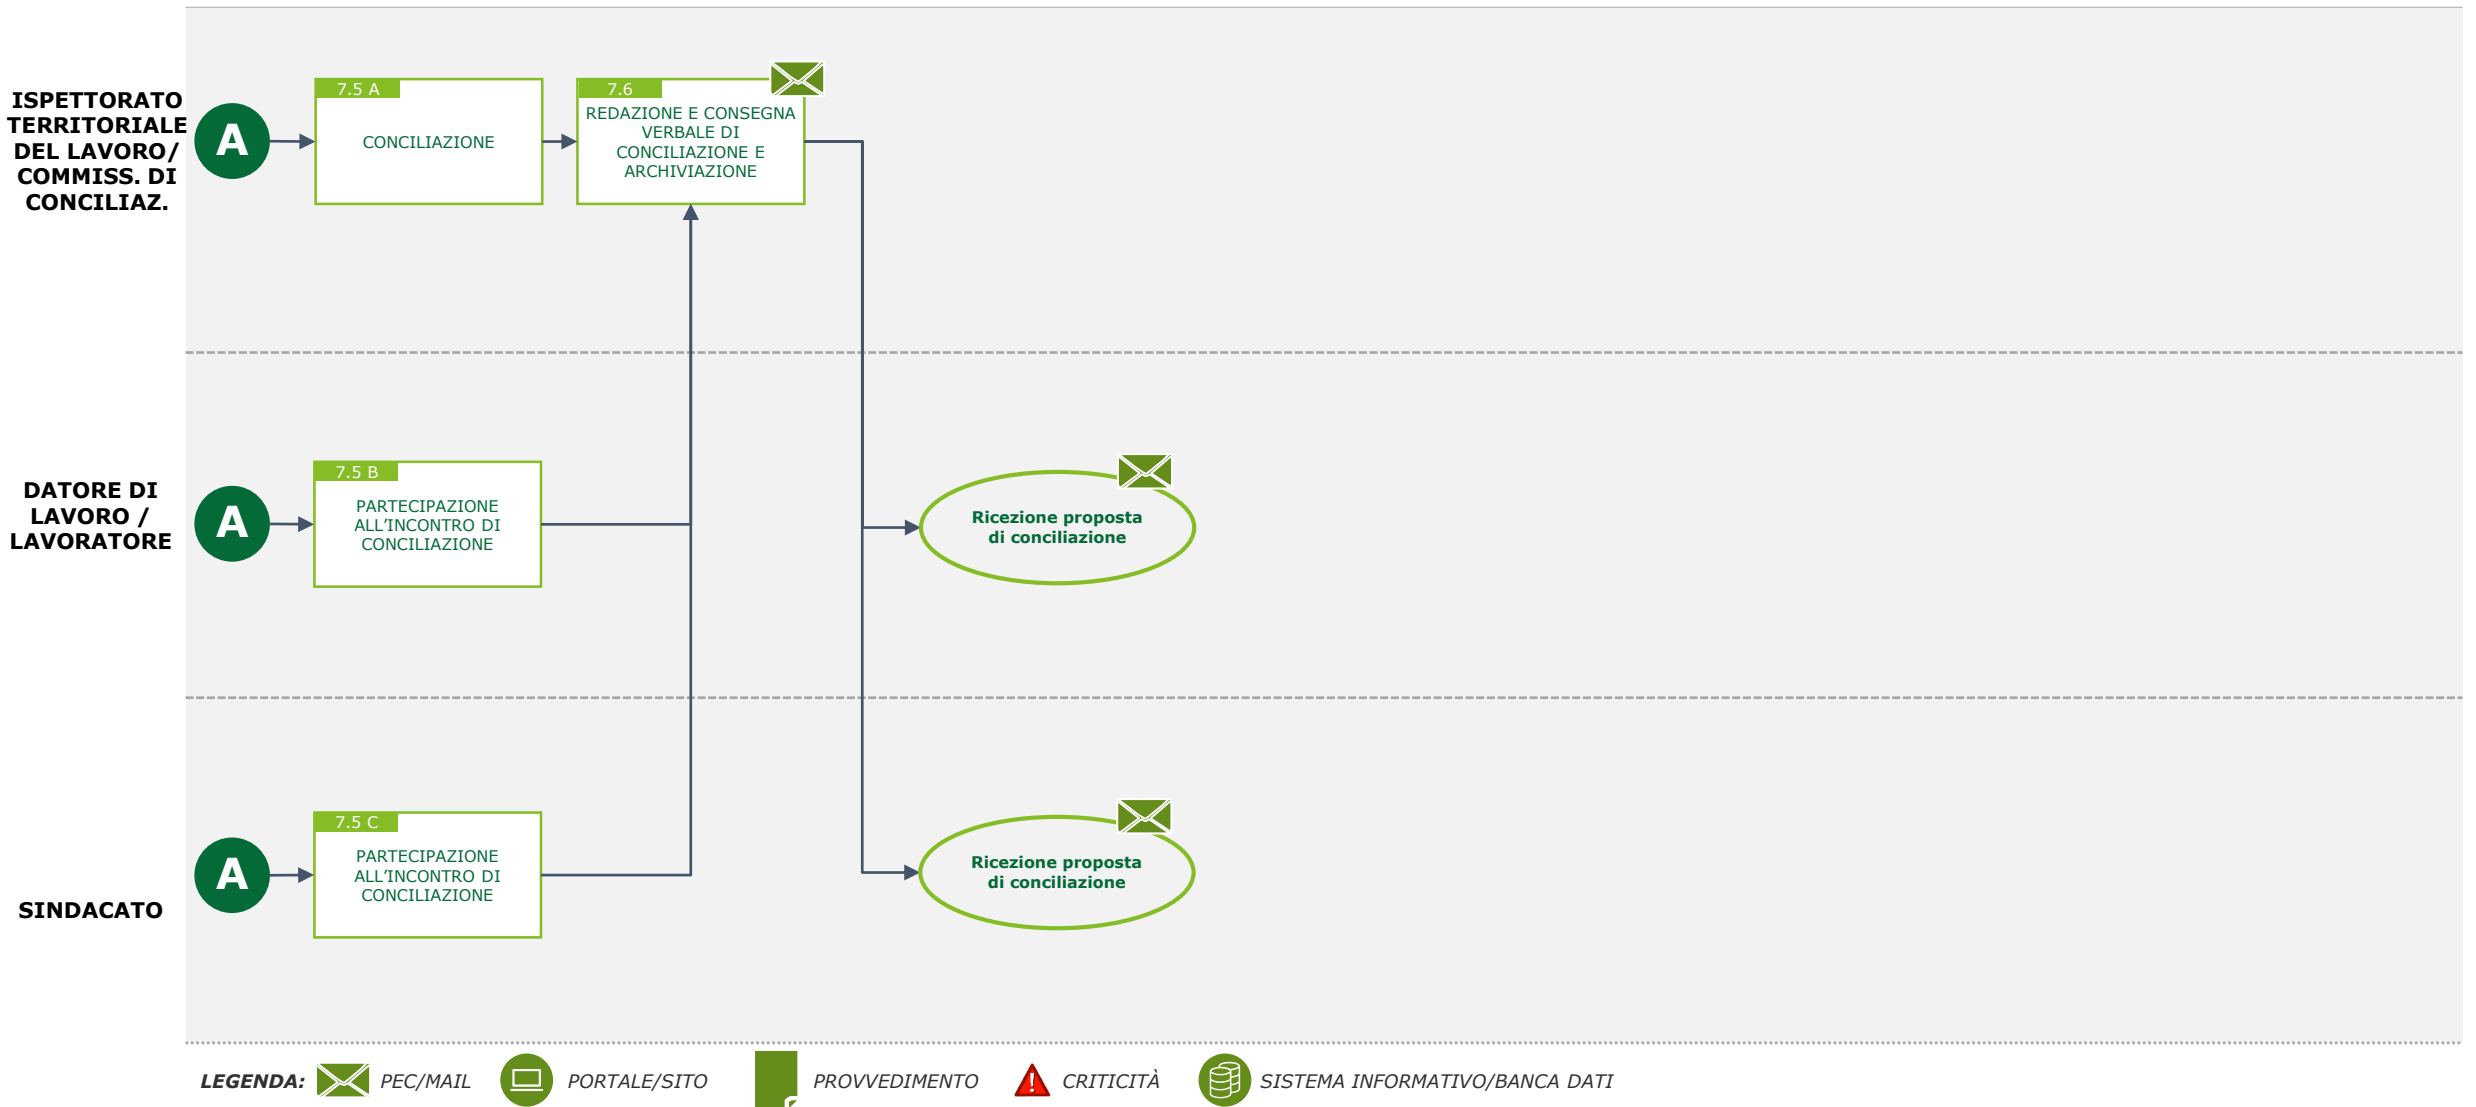 ISPETTORATO
TERRITORIALE
DEL LAVORO/
COMMISS. DI
CONCILIAZ.
A
7.5 A
CONCILIAZIONE
7.6
REDAZIONE E CONSEGNA
VERBALE DI
CONCILIAZIONE E
ARCHIVIAZIONE
DATORE DI
LAVORO /
LAVORATORE
A
7.5 B
PARTECIPAZIONE
ALL’INCONTRO DI
CONCILIAZIONE
Ricezione proposta
di conciliazione
SINDACATO
A
7.5 C
PARTECIPAZIONE
ALL’INCONTRO DI
CONCILIAZIONE
Ricezione proposta
di conciliazione
LEGENDA: PEC/MAIL PORTALE/SITO PROVVEDIMENTO CRITICITÀ SISTEMA INFORMATIVO/BANCA DATI